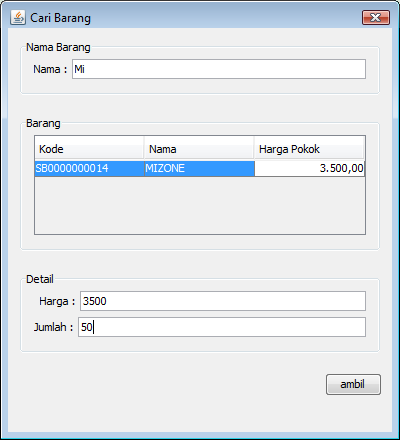 Cari Barang
Nama Barang
Nama : Mi
Barang
Kode Nama Harga Pokok
SB0000000014 MIZONE 3.500,00
Detail
Harga : 3500
Jumlah : 50
ambil